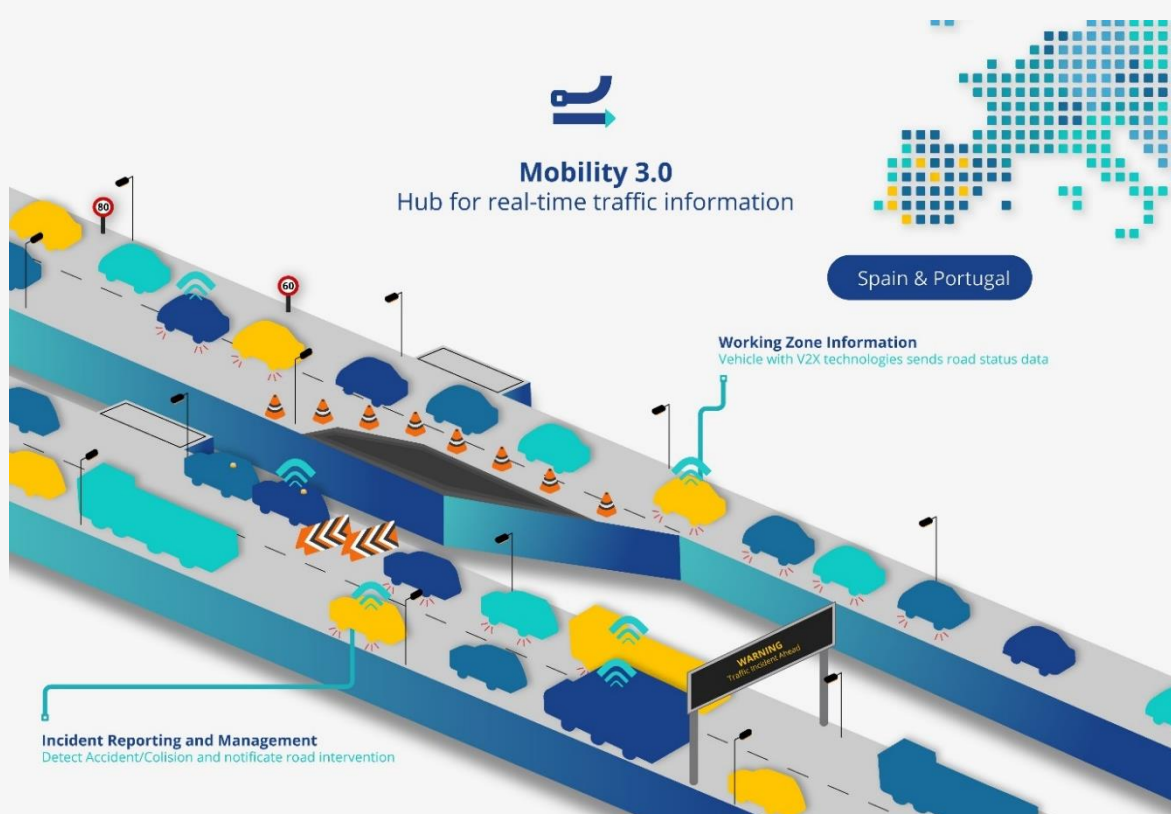 Mobility 3.0
Hub for real-time traffic information
Spain & Portugal
80
60
Working Zone Information
Vehicle with V2X technologies sends road status data
WARNING
Traffic Incident Ahead
Incident Reporting and Management
Detect Accident/Colision and notificate road intervention